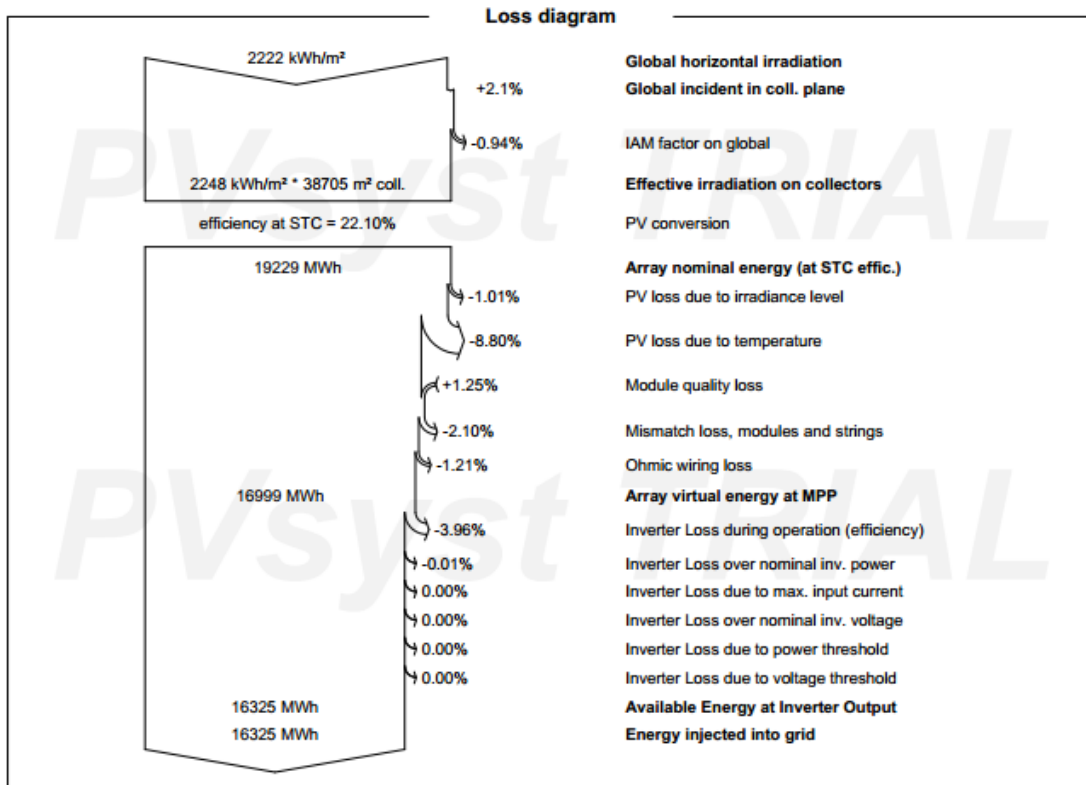 Loss diagram
2222 kWh/m² Global horizontal irradiation
+2.1% Global incident in coll. plane
-0.94% IAM factor on global
2248 kWh/m² * 38705 m² coll. Effective irradiation on collectors
efficiency at STC = 22.10% PV conversion
PVsyst TRIAL
19229 MWh Array nominal energy (at STC effic.)
-1.01% PV loss due to irradiance level
-8.80% PV loss due to temperature
+1.25% Module quality loss
-2.10% Mismatch loss, modules and strings
-1.21% Ohmic wiring loss
16999 MWh Array virtual energy at MPP
PVsyst TRIAL
-3.96% Inverter Loss during operation (efficiency)
-0.01% Inverter Loss over nominal inv. power
0.00% Inverter Loss due to max. input current
0.00% Inverter Loss over nominal inv. voltage
0.00% Inverter Loss due to power threshold
0.00% Inverter Loss due to voltage threshold
16325 MWh Available Energy at Inverter Output
16325 MWh Energy injected into grid